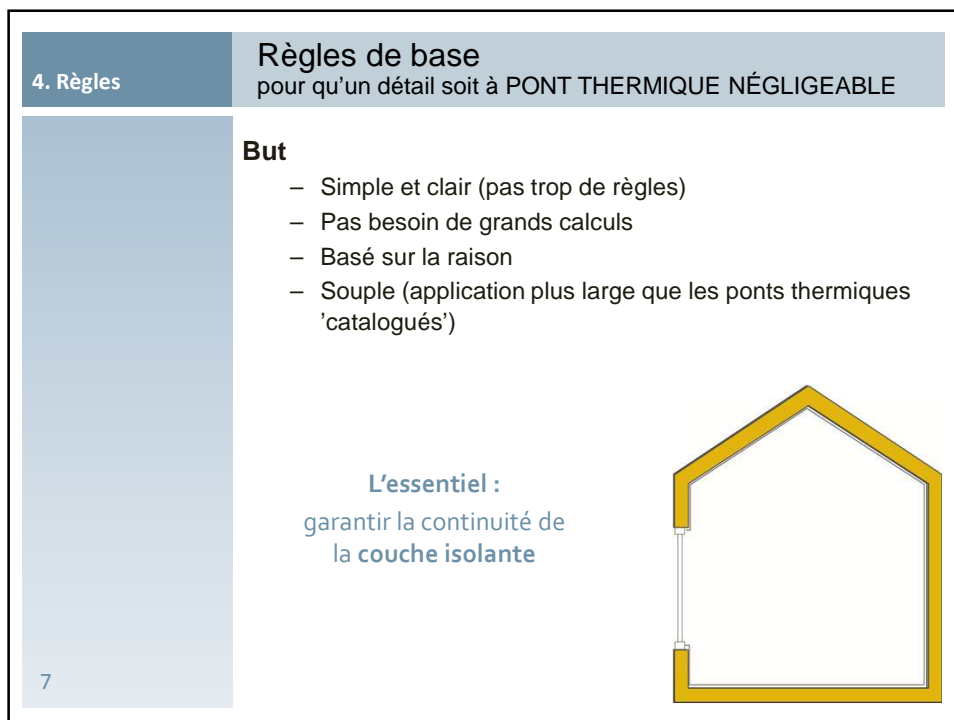 4. Règles
Règles de base
pour qu’un détail soit à PONT THERMIQUE NÉGLIGEABLE
But
– Simple et clair (pas trop de règles)
– Pas besoin de grands calculs
– Basé sur la raison
– Souple (application plus large que les ponts thermiques
’catalogués’)
L’essentiel :
garantir la continuité de
la couche isolante
7